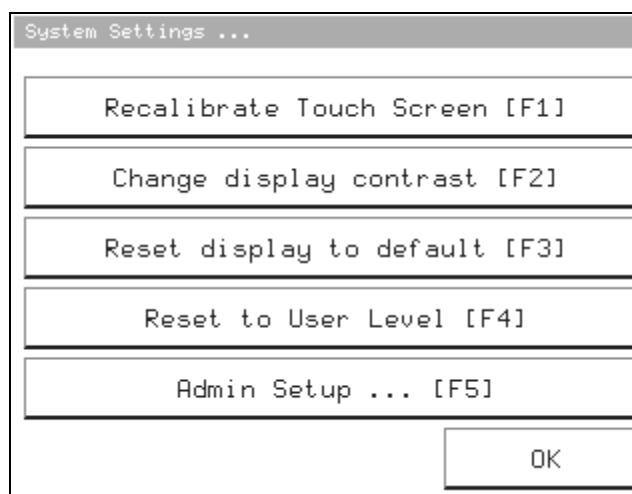 System Settings ...
Recalibrate Touch Screen [F1]
Change display contrast [F2]
Reset display to default [F3]
Reset to User Level [F4]
Admin Setup ... [F5]
OK